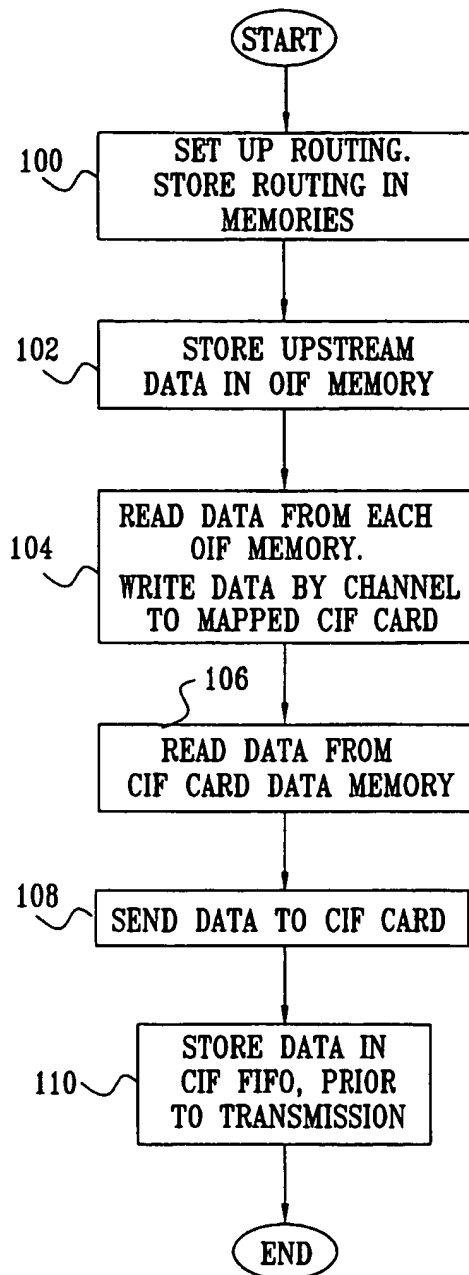 START
100
SET UP ROUTING.
STORE ROUTING IN
MEMORIES
102
STORE UPSTREAM
DATA IN OIF MEMORY
104
READ DATA FROM EACH
OIF MEMORY.
WRITE DATA BY CHANNEL
TO MAPPED CIF CARD
106
READ DATA FROM
CIF CARD DATA MEMORY
108
SEND DATA TO CIF CARD
110
STORE DATA IN
CIF FIFO, PRIOR
TO TRANSMISSION
END